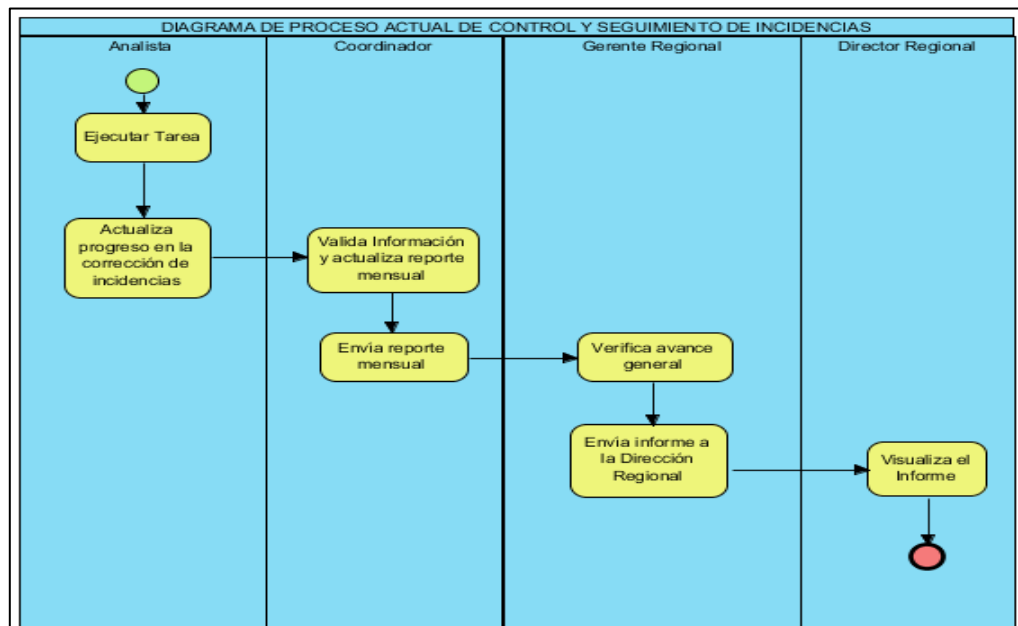 DIAGRAMA DE PROCESO ACTUAL DE CONTROL Y SEGUIMIENTO DE INCIDENCIAS
Analista
Coordinador
Gerente Regional
Director Regional
Ejecutar Tarea
Actualiza
progreso en la
corrección de
incidencias
Valida Información
y actualiza reporte
mensual
Envía reporte
mensual
Verifica avance
general
Envía informe a
la Dirección
Regional
Visualiza el
Informe